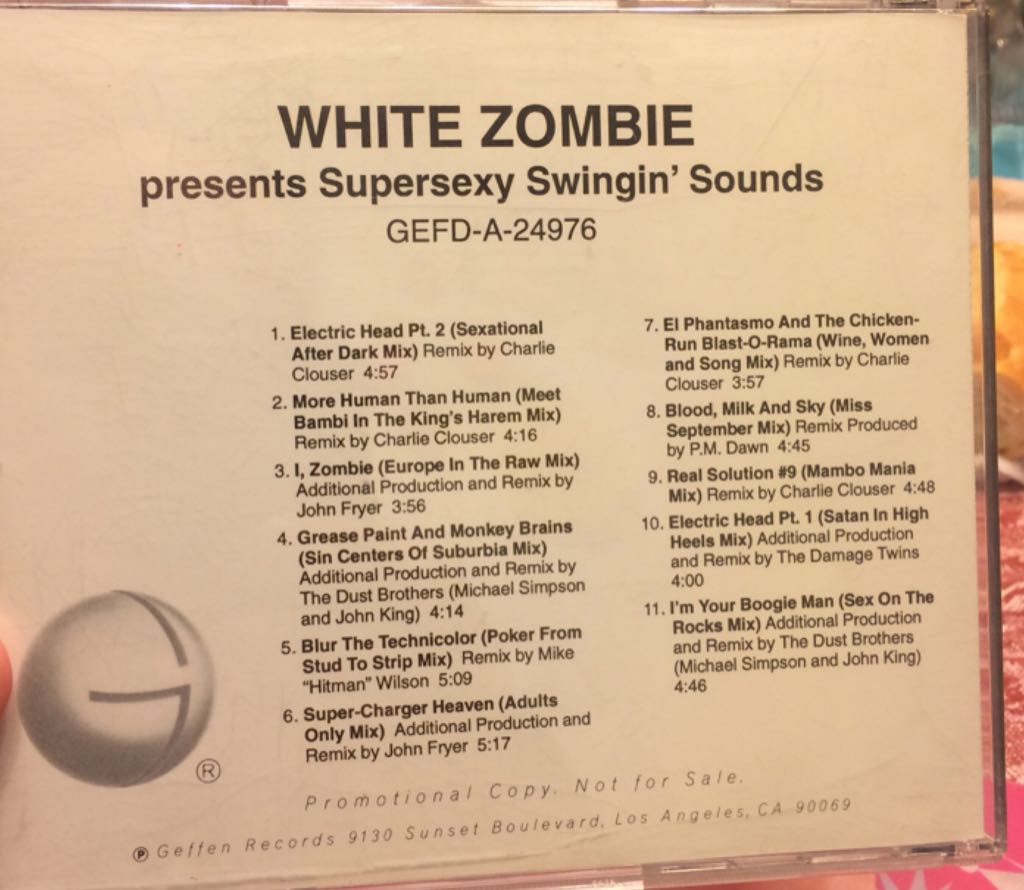 WHITE ZOMBIE
presents Supersexy Swingin' Sounds
GEFD-A-24976
1. Electric Head Pt. 2 (Sexational
After Dark Mix) Remix by Charlie
Clouser 4:57
2. More Human Than Human (Meet
Bambi In The King's Harem Mix)
Remix by Charlie Clouser 4:16
3. I, Zombie (Europe In The Raw Mix)
Additional Production and Remix by
John Fryer 3:56
4. Grease Paint And Monkey Brains
(Sin Centers Of Suburbia Mix)
Additional Production and Remix by
The Dust Brothers (Michael Simpson
and John King) 4:14
5. Blur The Technicolor (Poker From
Stud To Strip Mix) Remix by Mike
"Hitman" Wilson 5:09
6. Super-Charger Heaven (Adults
Only Mix) Additional Production and
Remix by John Fryer 5:17
7. El Phantasmo And The Chicken-
Run Blast-O-Rama (Wine, Women
and Song Mix) Remix by Charlie
Clouser 3:57
8. Blood, Milk And Sky (Miss
September Mix) Remix Produced
by P.M. Dawn 4:45
9. Real Solution #9 (Mambo Mania
Mix) Remix by Charlie Clouser 4:48
10. Electric Head Pt. 1 (Satan In High
Heels Mix) Additional Production
and Remix by The Damage Twins
4:00
11. I'm Your Boogie Man (Sex On The
Rocks Mix) Additional Production
and Remix by The Dust Brothers
(Michael Simpson and John King)
4:46
®
Promotional Copy. Not for Sale.
℗ Geffen Records 9130 Sunset Boulevard, Los Angeles, CA 90069